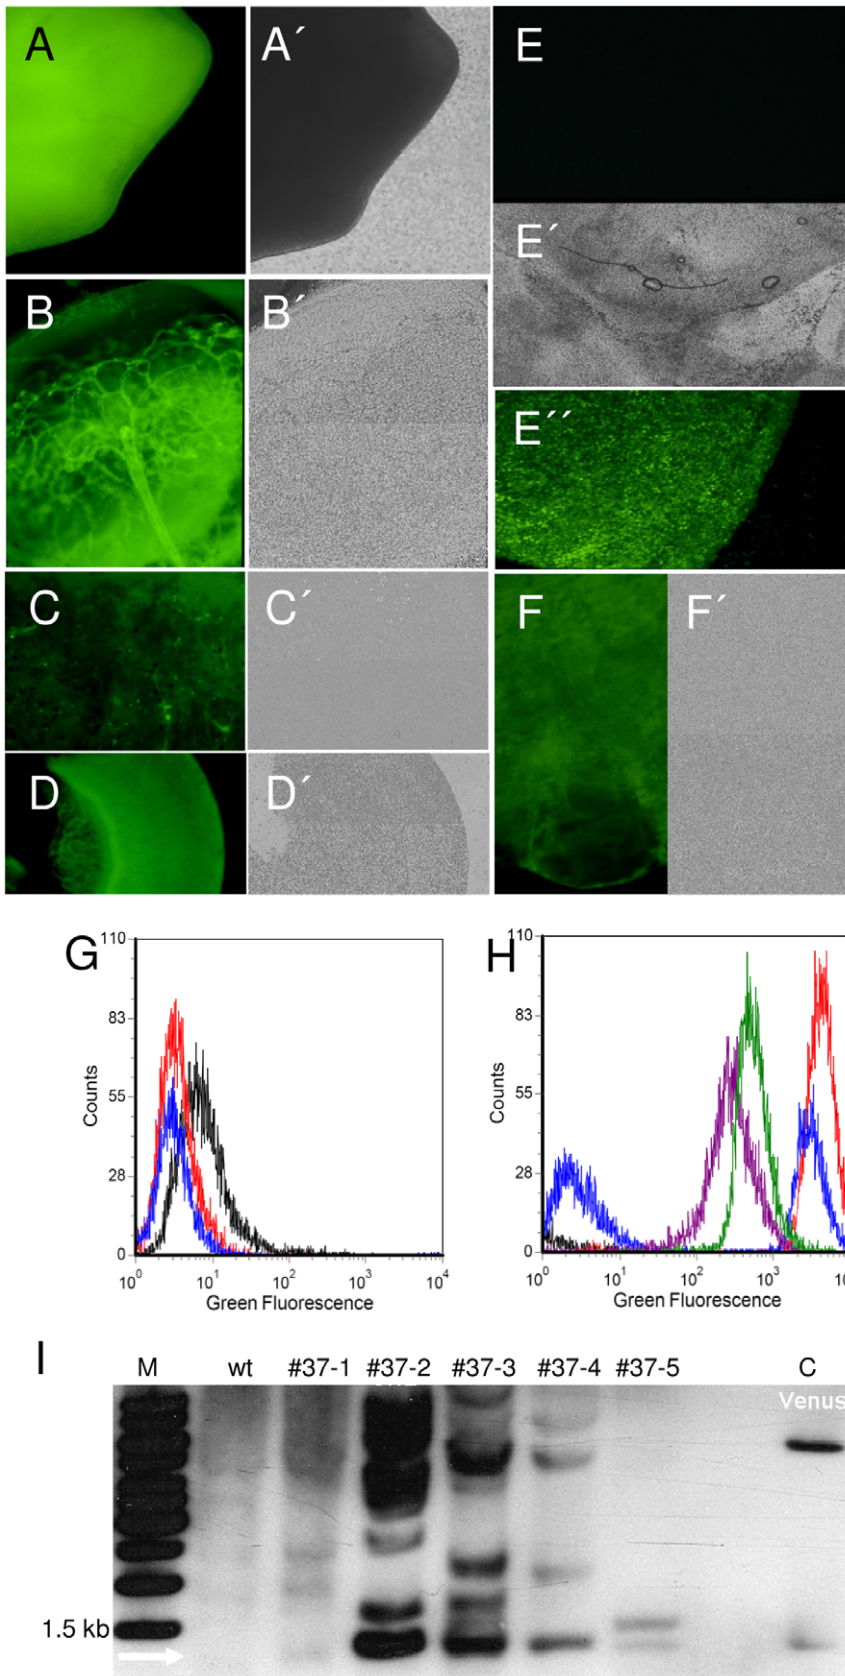 A A´ E
E´
B B´
E´´
C C´ F F´
D D´
G H
110 110
83 83
55 55
28 28
0 0
Counts Counts
10⁰ 10¹ 10² 10³ 10⁴
10⁰ 10¹ 10² 10³ 10
Green Fluorescence Green Fluorescence
I
M wt #37-1 #37-2 #37-3 #37-4 #37-5 C
Venus
1.5 kb